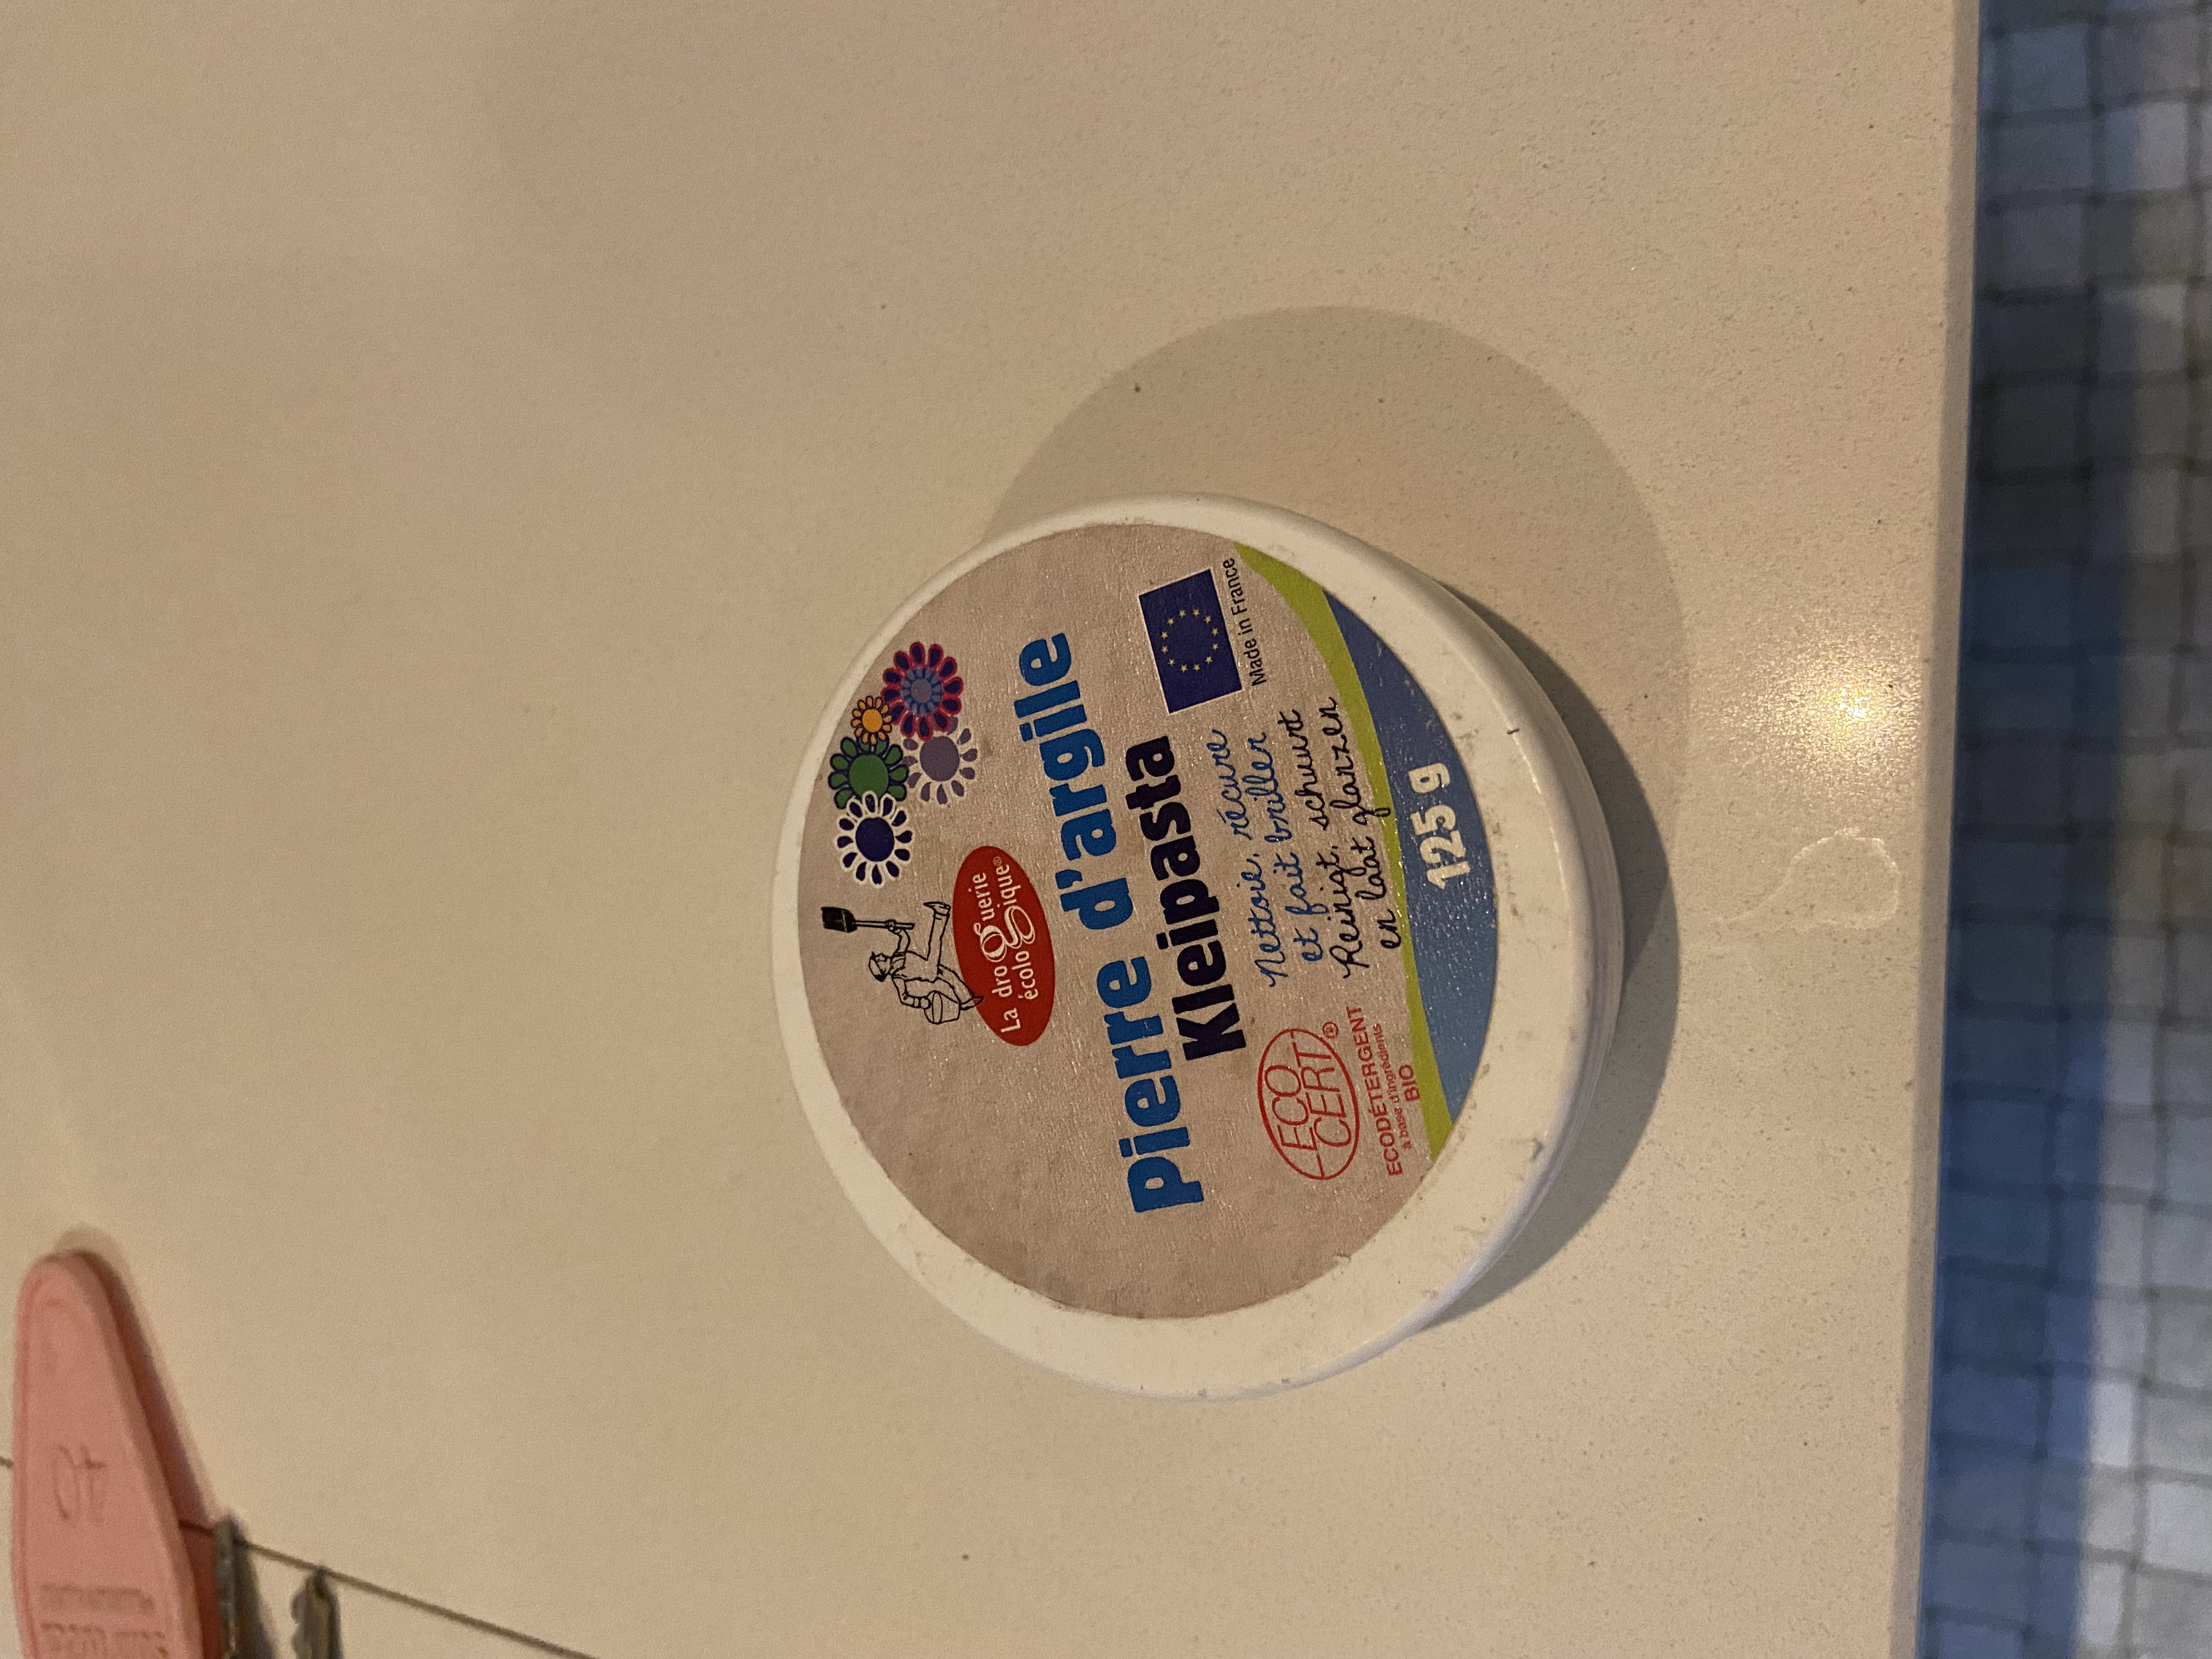 40
La droguerie
écologique®
Pierre d'argile
Kleipasta
Nettoie, récure
et fait briller
Reinigt, schuurt
en laat glanzen
Made in France
ECO
CERT®
ECODÉTERGENT
à base d'ingrédients
BIO
125 g